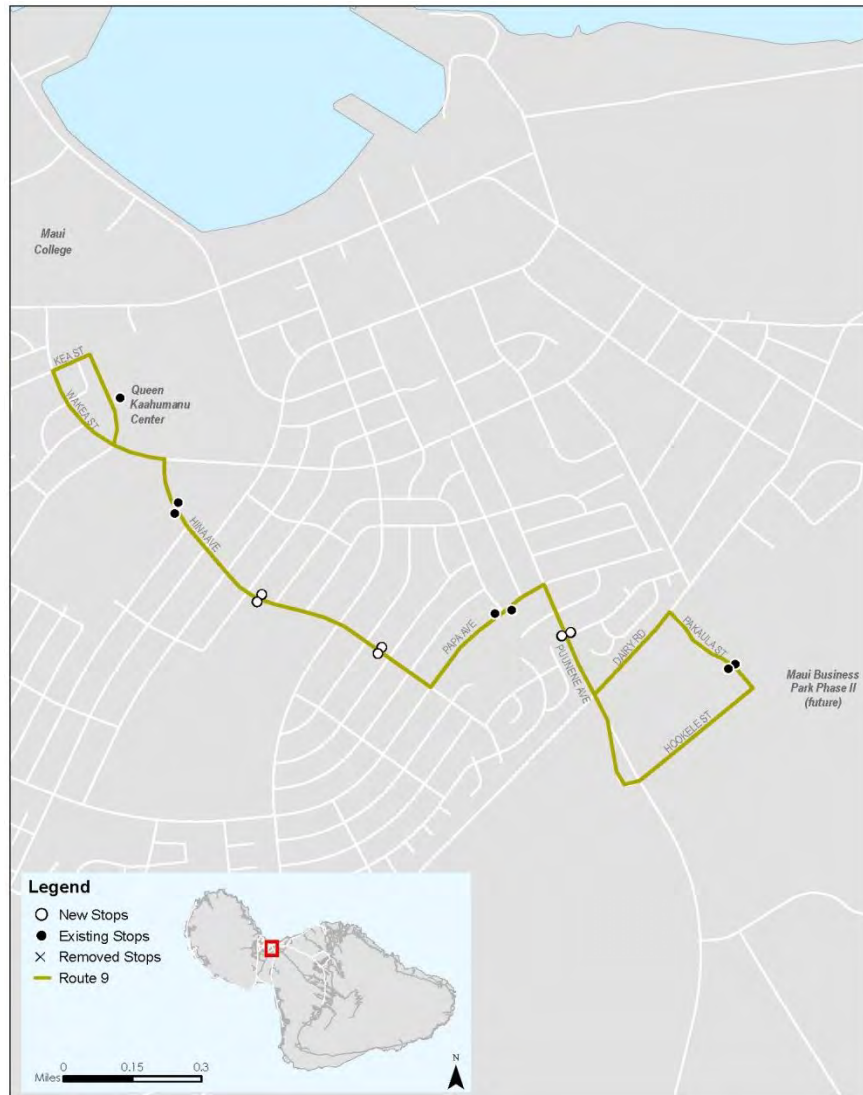 Maui
College
KEA ST
WAKEA ST
Queen
Kaahumanu
Center
HINA AVE
PAPA AVE
PUUNENE AVE
DAIRY RD
PAKAULA ST
HOOKELE ST
Maui Business
Park Phase II
(future)
Legend
New Stops
Existing Stops
Removed Stops
Route 9
0 0.15 0.3
Miles
N